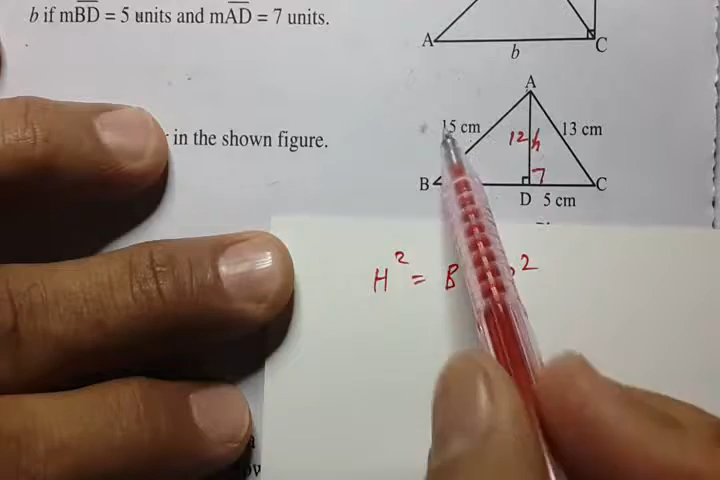 b if mBD = 5 units and mAD = 7 units.
A
b
C
A
15 cm
12 h
13 cm
in the shown figure.
B
C
D 5 cm
H² = B 2